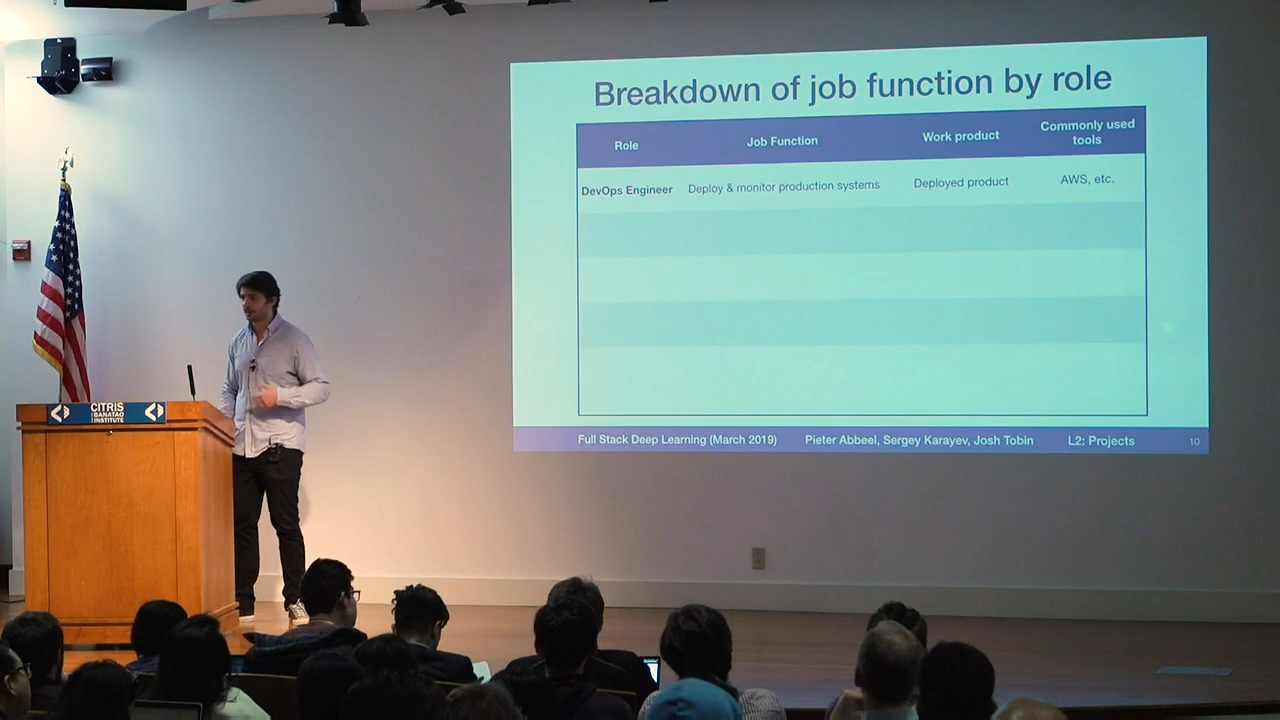 Breakdown of job function by role
Role Job Function Work product Commonly used tools
DevOps Engineer Deploy & monitor production systems Deployed product AWS, etc.
Full Stack Deep Learning (March 2019) Pieter Abbeel, Sergey Karayev, Josh Tobin L2: Projects 10
CITRIS
BANATAO
INSTITUTE